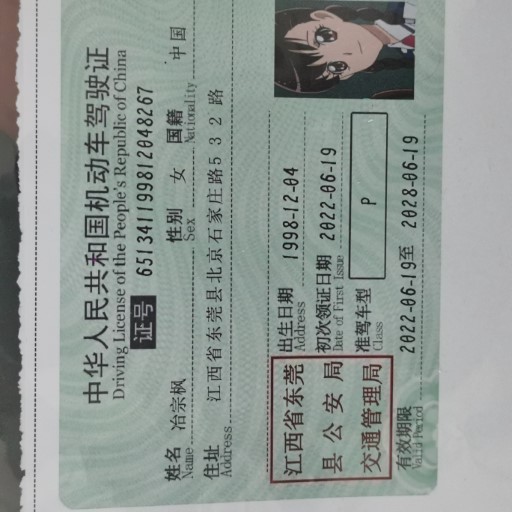 中华人民共和国机动车驾驶证
Driving License of the People's Republic of China
证号 651341199812048267
姓名 冶宗枫 性别 女 国籍 中国
Name Sex Nationality
住址 江西省东莞县北京石家庄路532路
Address
出生日期 1998-12-04
Address
初次领证日期 2022-06-19
Date of First Issue
准驾车型 P
Class
江西省东莞
县公安局
交通管理局
有效期限 2022-06-19至 2028-06-19
Valid Period